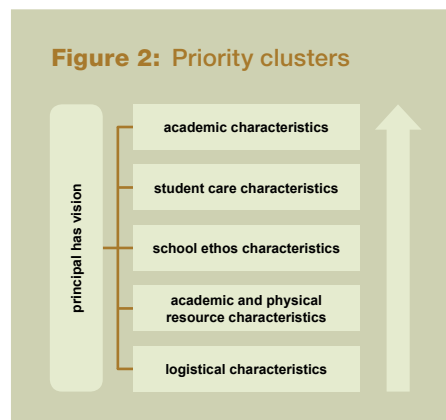 Figure 2: Priority clusters
principal has vision
academic characteristics
student care characteristics
school ethos characteristics
academic and physical
resource characteristics
logistical characteristics